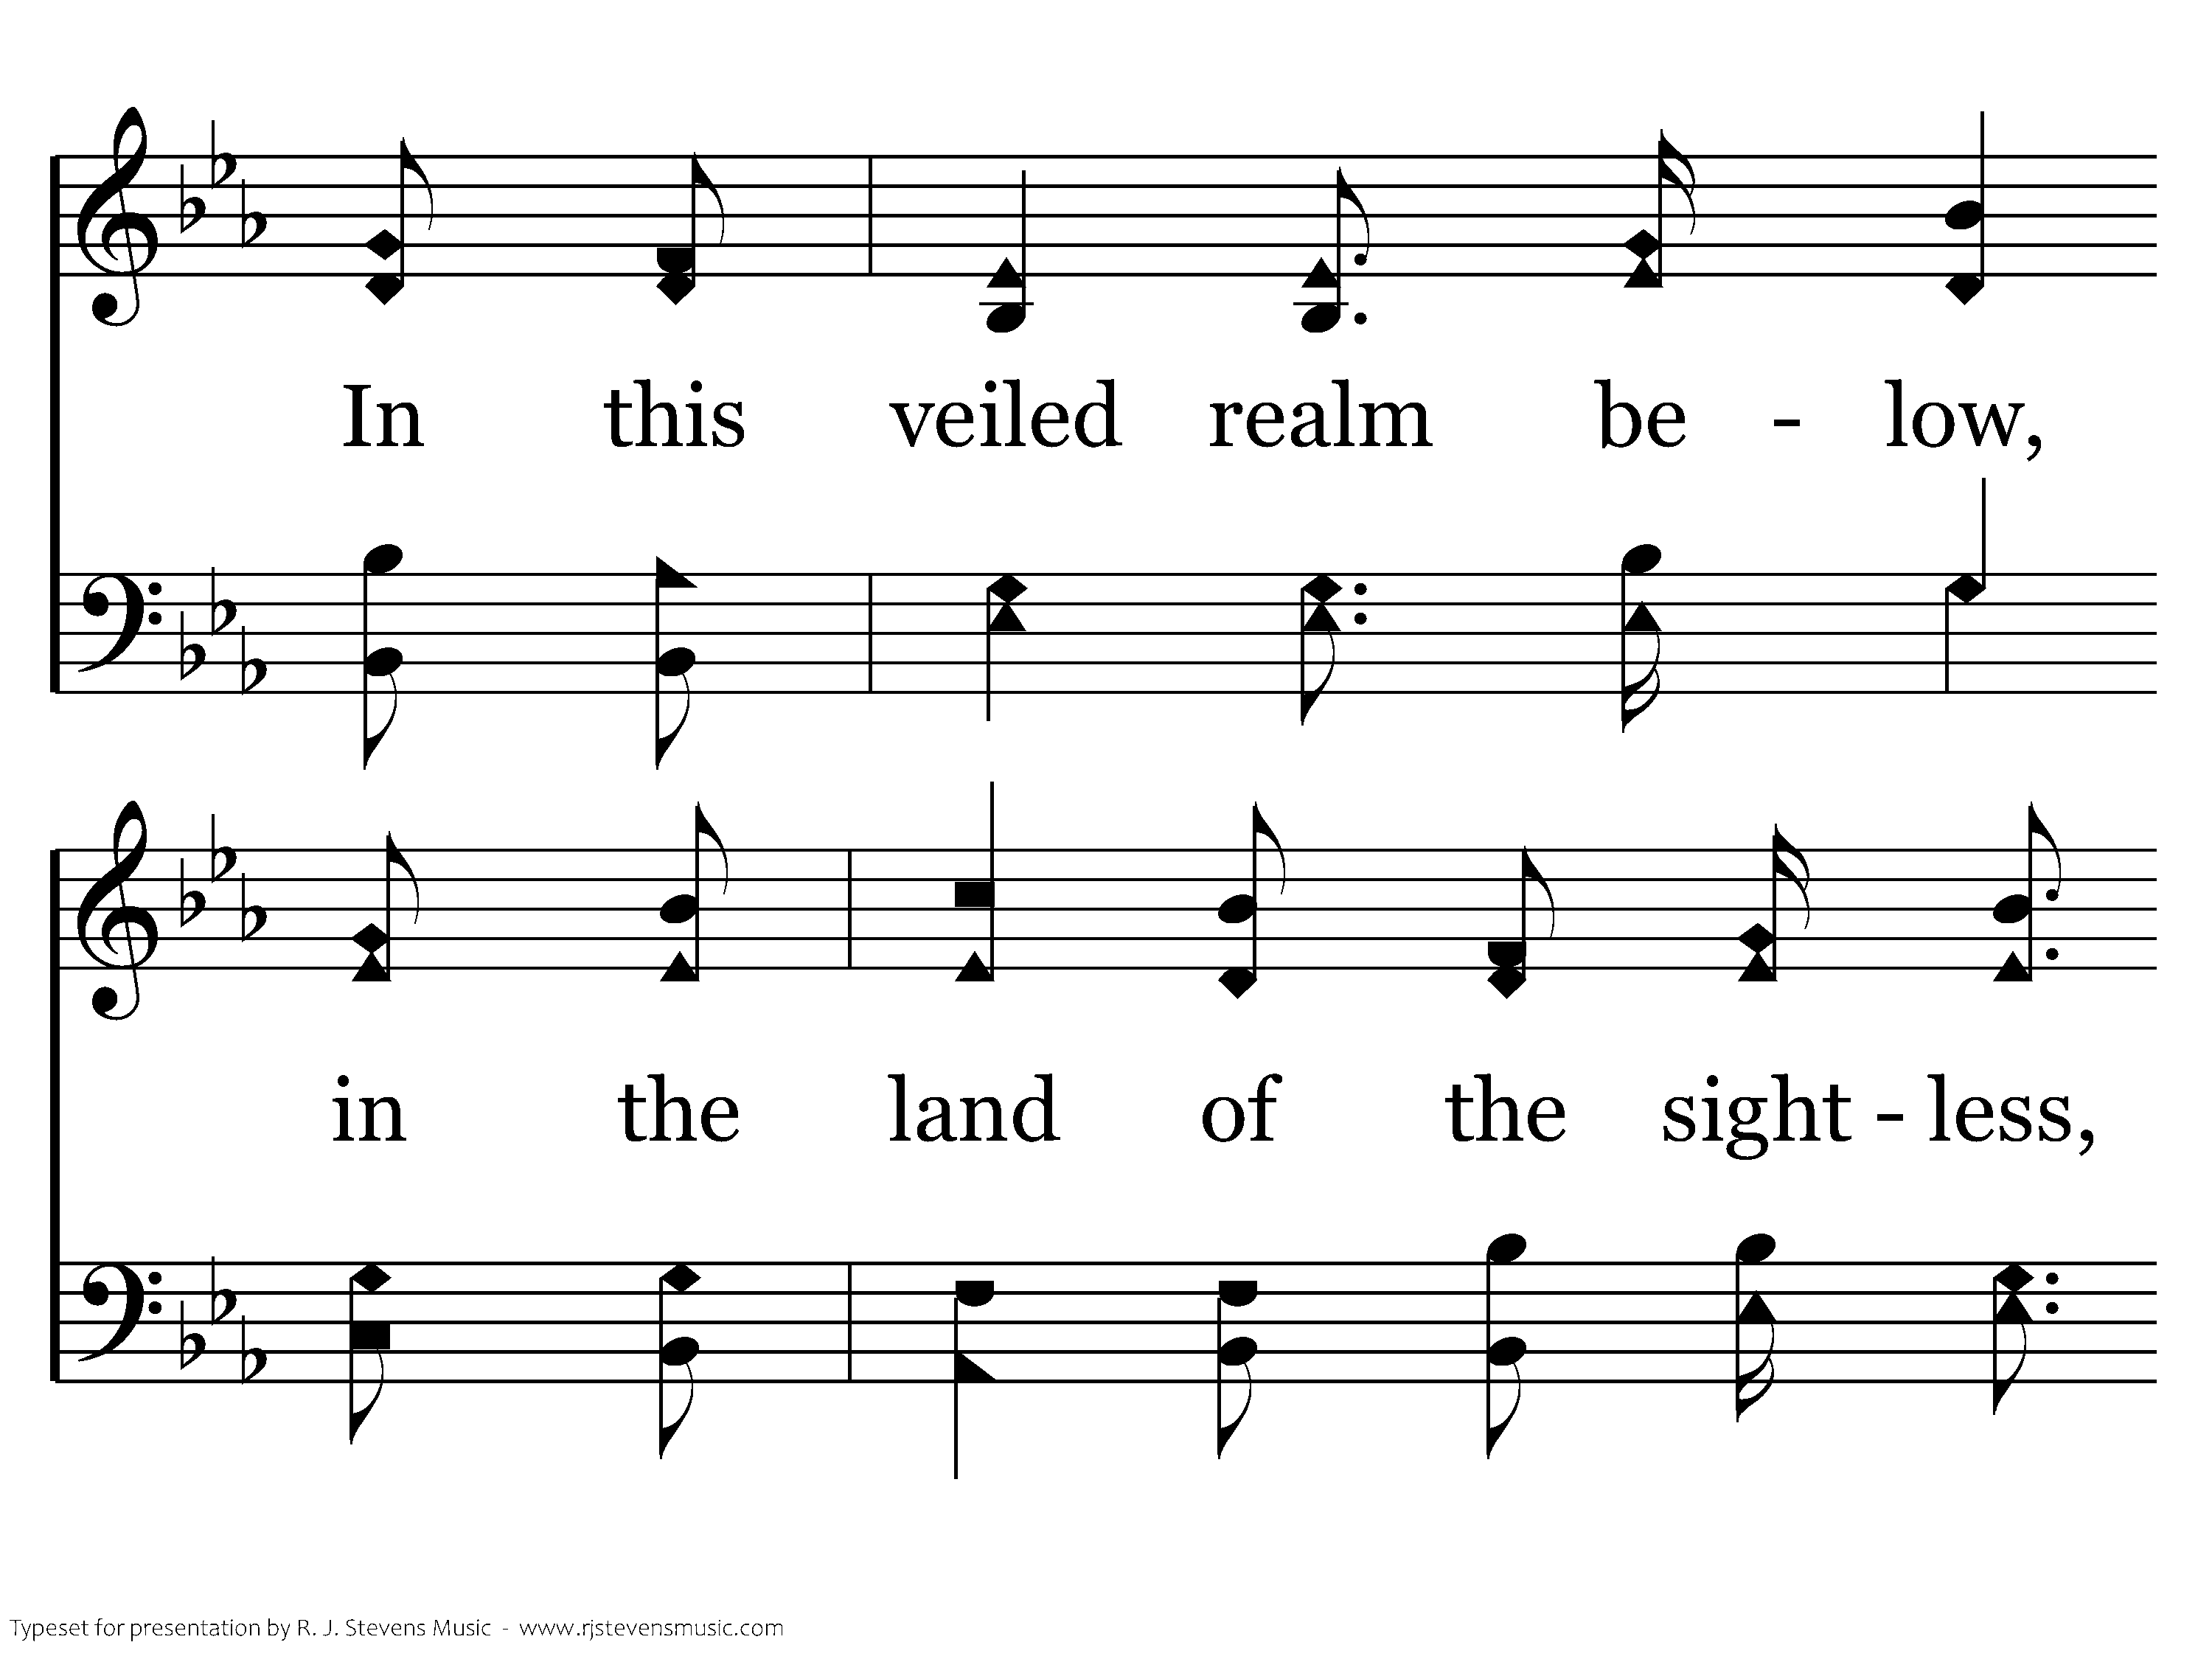 In this veiled realm be - low,
in the land of the sight - less,
Typeset for presentation by R. J. Stevens Music - www.rjstevensmusic.com